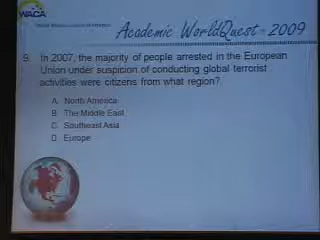 WACA
Academic WorldQuest - 2009
9. In 2007, the majority of people arrested in the European
Union under suspicion of conducting global terrorist
activities were citizens from what region?
A. North America
B. The Middle East
C. Southeast Asia
D. Europe